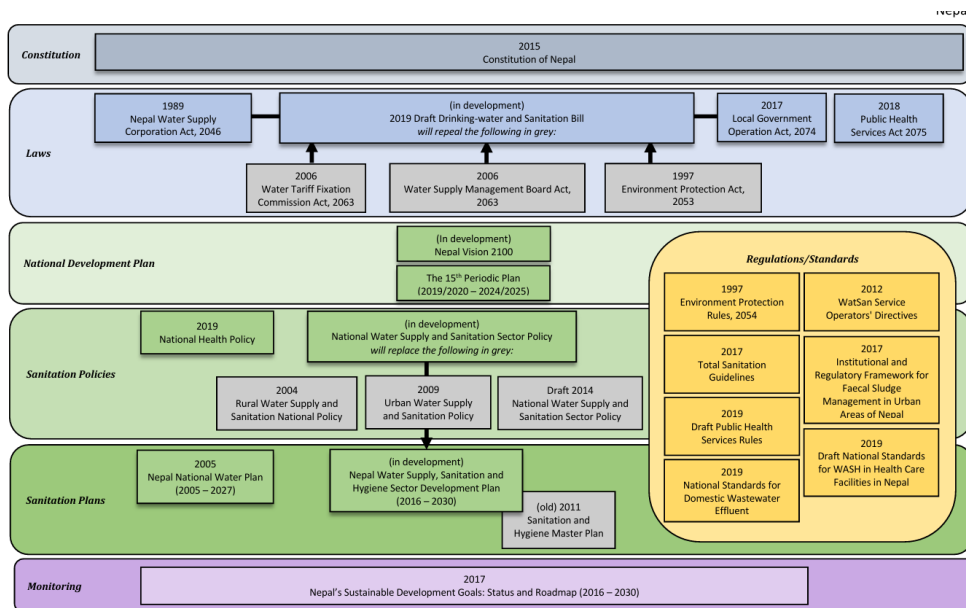 Constitution
2015
Constitution of Nepal
Laws
1989
Nepal Water Supply
Corporation Act, 2046
(in development)
2019 Draft Drinking-water and Sanitation Bill
will repeal the following in grey:
2017
Local Government
Operation Act, 2074
2018
Public Health
Services Act 2075
2006
Water Tariff Fixation
Commission Act, 2063
2006
Water Supply Management Board Act,
2063
1997
Environment Protection Act,
2053
National Development Plan
(In development)
Nepal Vision 2100
The 15th Periodic Plan
(2019/2020 – 2024/2025)
Sanitation Policies
2019
National Health Policy
(in development)
National Water Supply and Sanitation Sector Policy
will replace the following in grey:
2004
Rural Water Supply and
Sanitation National Policy
2009
Urban Water Supply
and Sanitation Policy
Draft 2014
National Water Supply and
Sanitation Sector Policy
Sanitation Plans
2005
Nepal National Water Plan
(2005 – 2027)
(in development)
Nepal Water Supply, Sanitation and
Hygiene Sector Development Plan
(2016 – 2030)
(old) 2011
Sanitation and
Hygiene Master Plan
Regulations/Standards
1997
Environment Protection
Rules, 2054
2012
WatSan Service
Operators' Directives
2017
Total Sanitation
Guidelines
2017
Institutional and
Regulatory Framework for
Faecal Sludge
Management in Urban
Areas of Nepal
2019
Draft Public Health
Services Rules
2019
Draft National Standards
for WASH in Health Care
Facilities in Nepal
2019
National Standards for
Domestic Wastewater
Effluent
Monitoring
2017
Nepal's Sustainable Development Goals: Status and Roadmap (2016 – 2030)